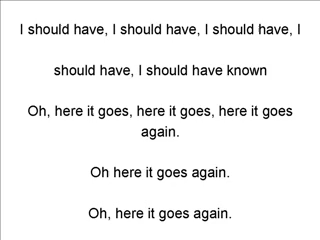 I should have, I should have, I should have, I
should have, I should have known
Oh, here it goes, here it goes, here it goes
again.
Oh here it goes again.
Oh, here it goes again.